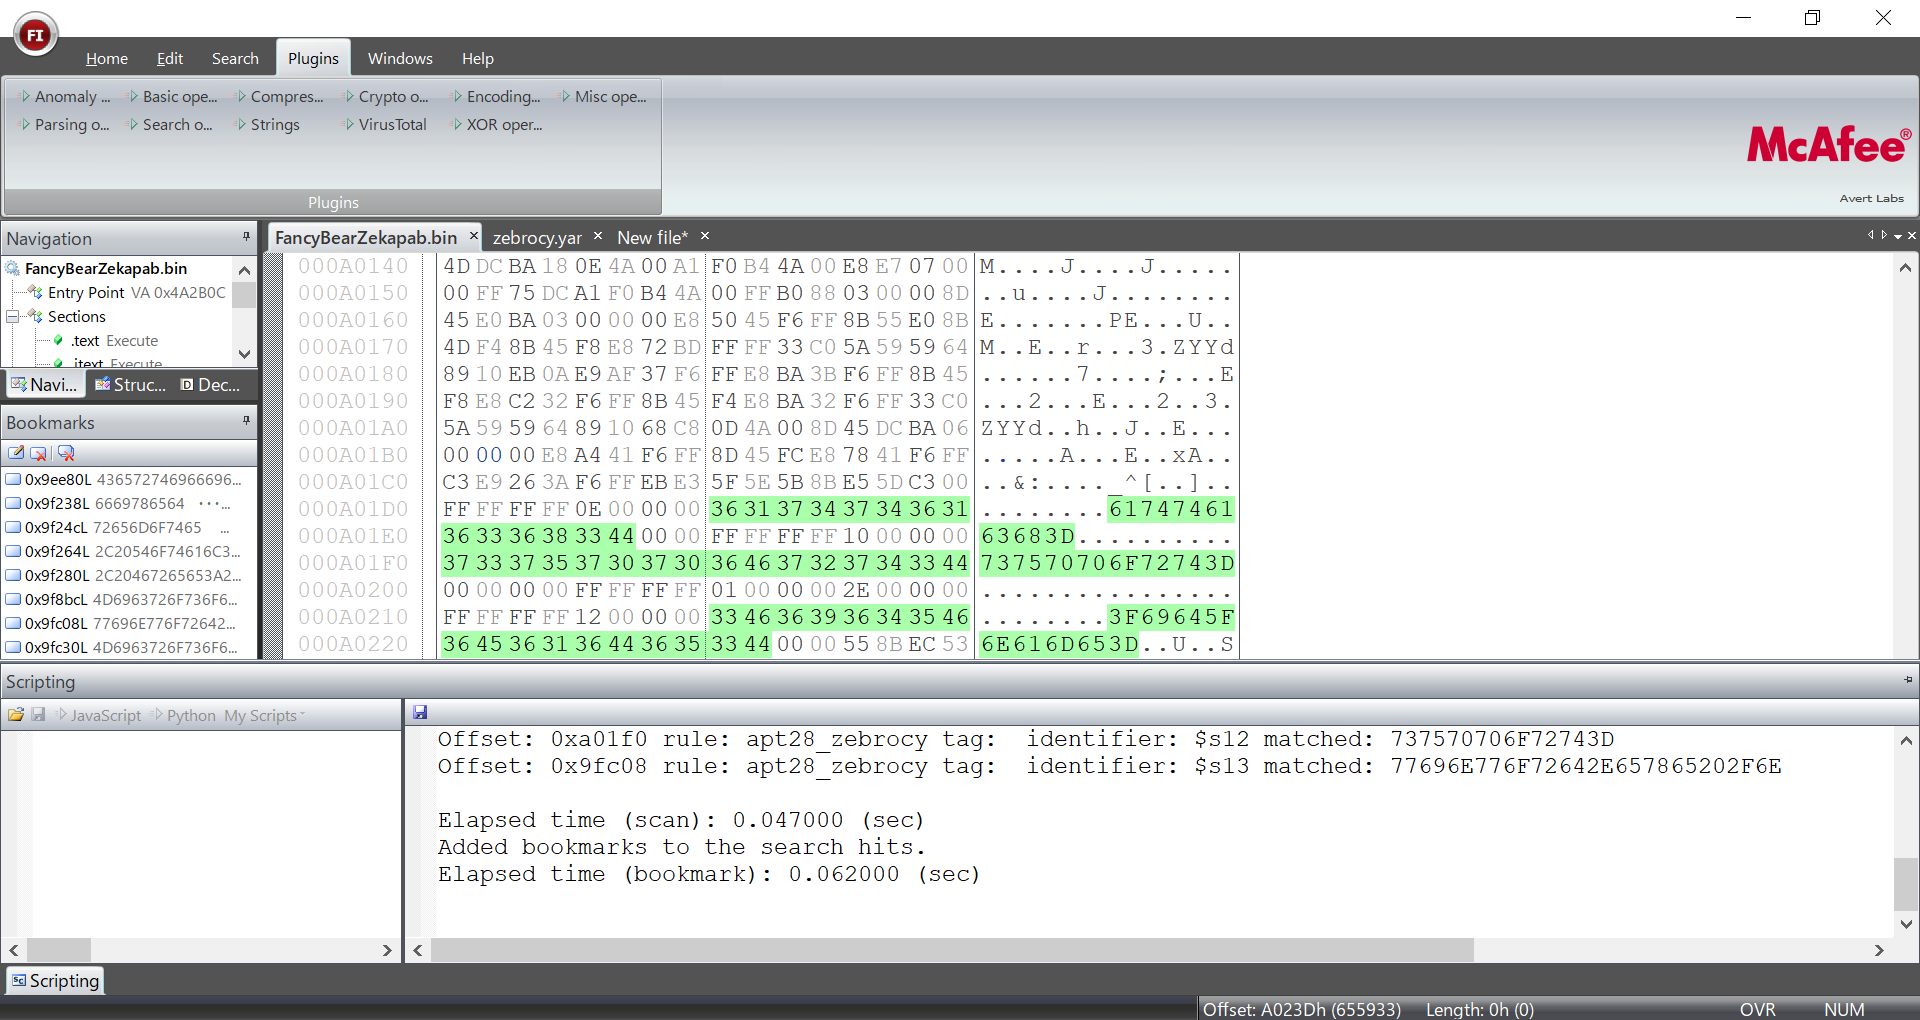 FI
Home Edit Search Plugins Windows Help
Anomaly ... Basic ope... Compres... Crypto o... Encoding... Misc ope...
Parsing o... Search o... Strings VirusTotal XOR oper...
McAfee®
Avert Labs
Plugins
Navigation
FancyBearZekapab.bin
Entry Point VA 0x4A2B0C
Sections
.text Execute
.itext Execute
Navi... Struc... Dec...
Bookmarks
0x9ee80L 436572746966696...
0x9f238L 6669786564 ...
0x9f24cL 72656D6F7465 ...
0x9f264L 2C20546F74616C3...
0x9f280L 2C20467265653A2...
0x9f8bcL 4D6963726F736F6...
0x9fc08L 77696E776F72642...
0x9fc30L 4D6963726F736F6...
FancyBearZekapab.bin × zebrocy.yar × New file* ×
000A0140 4D DC BA 18 0E 4A 00 A1 F0 B4 4A 00 E8 E7 07 00 M....J....J.....
000A0150 00 FF 75 DC A1 F0 B4 4A 00 FF B0 88 03 00 00 8D ..u....J........
000A0160 45 E0 BA 03 00 00 00 E8 50 45 F6 FF 8B 55 E0 8B E.......PE...U..
000A0170 4D F4 8B 45 F8 E8 72 BD FF FF 33 C0 5A 59 59 64 M..E..r...3.ZYYd
000A0180 89 10 EB 0A E9 AF 37 F6 FF E8 BA 3B F6 FF 8B 45 ......7....;...E
000A0190 F8 E8 C2 32 F6 FF 8B 45 F4 E8 BA 32 F6 FF 33 C0 ...2...E...2..3.
000A01A0 5A 59 59 64 89 10 68 C8 0D 4A 00 8D 45 DC BA 06 ZYYd..h..J..E...
000A01B0 00 00 00 E8 A4 41 F6 FF 8D 45 FC E8 78 41 F6 FF .....A...E..xA..
000A01C0 C3 E9 26 3A F6 FF EB E3 5F 5E 5B 8B E5 5D C3 00 ..&:...._^[..]..
000A01D0 FF FF FF FF 0E 00 00 00 36 31 37 34 37 34 36 31 ........61747461
000A01E0 36 33 36 38 33 44 00 00 FF FF FF FF 10 00 00 00 63683D..........
000A01F0 37 33 37 35 37 30 37 30 36 46 37 32 37 34 33 44 737570706F72743D
000A0200 00 00 00 00 FF FF FF FF 01 00 00 00 2E 00 00 00 ................
000A0210 FF FF FF FF 12 00 00 00 33 46 36 39 36 34 35 46 ........3F69645F
000A0220 36 45 36 31 36 44 36 35 33 44 00 00 55 8B EC 53 6E616D653D..U..S
Scripting
JavaScript Python My Scripts
Offset: 0xa01f0 rule: apt28_zebrocy tag:  identifier: $s12 matched: 737570706F72743D
Offset: 0x9fc08 rule: apt28_zebrocy tag:  identifier: $s13 matched: 77696E776F72642E657865202F6E
Elapsed time (scan): 0.047000 (sec)
Added bookmarks to the search hits.
Elapsed time (bookmark): 0.062000 (sec)
Scripting
Offset: A023Dh (655933) Length: 0h (0) OVR NUM